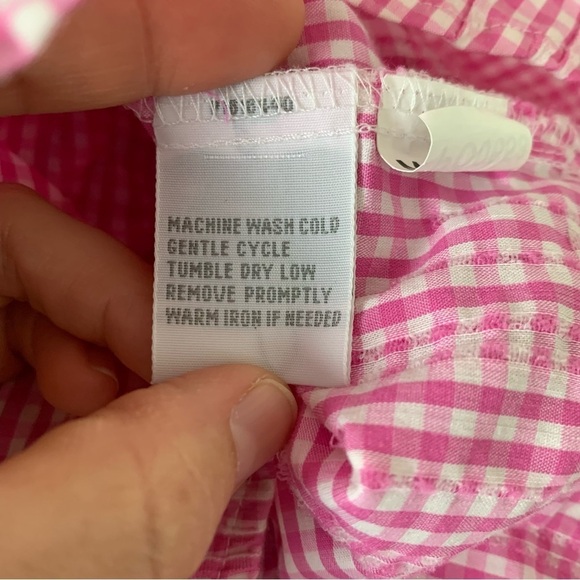 MACHINE WASH COLD
GENTLE CYCLE
TUMBLE DRY LOW
REMOVE PROMPTLY
WARM IRON IF NEEDED